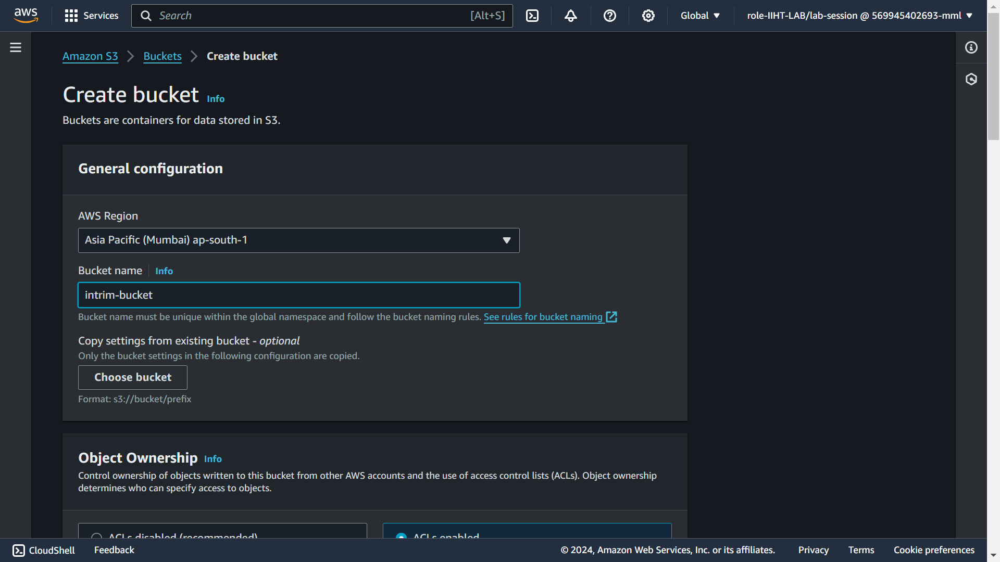 aws Services Search [Alt+S] Global role-IIHT-LAB/lab-session @ 569945402693-mml
Amazon S3 Buckets Create bucket
Create bucket Info
Buckets are containers for data stored in S3.
General configuration
AWS Region
Asia Pacific (Mumbai) ap-south-1
Bucket name Info
intrim-bucket
Bucket name must be unique within the global namespace and follow the bucket naming rules. See rules for bucket naming
Copy settings from existing bucket - optional
Only the bucket settings in the following configuration are copied.
Choose bucket
Format: s3://bucket/prefix
Object Ownership Info
Control ownership of objects written to this bucket from other AWS accounts and the use of access control lists (ACLs). Object ownership
determines who can specify access to objects.
ACLs disabled (recommended) ACLs enabled
CloudShell Feedback © 2024, Amazon Web Services, Inc. or its affiliates. Privacy Terms Cookie preferences